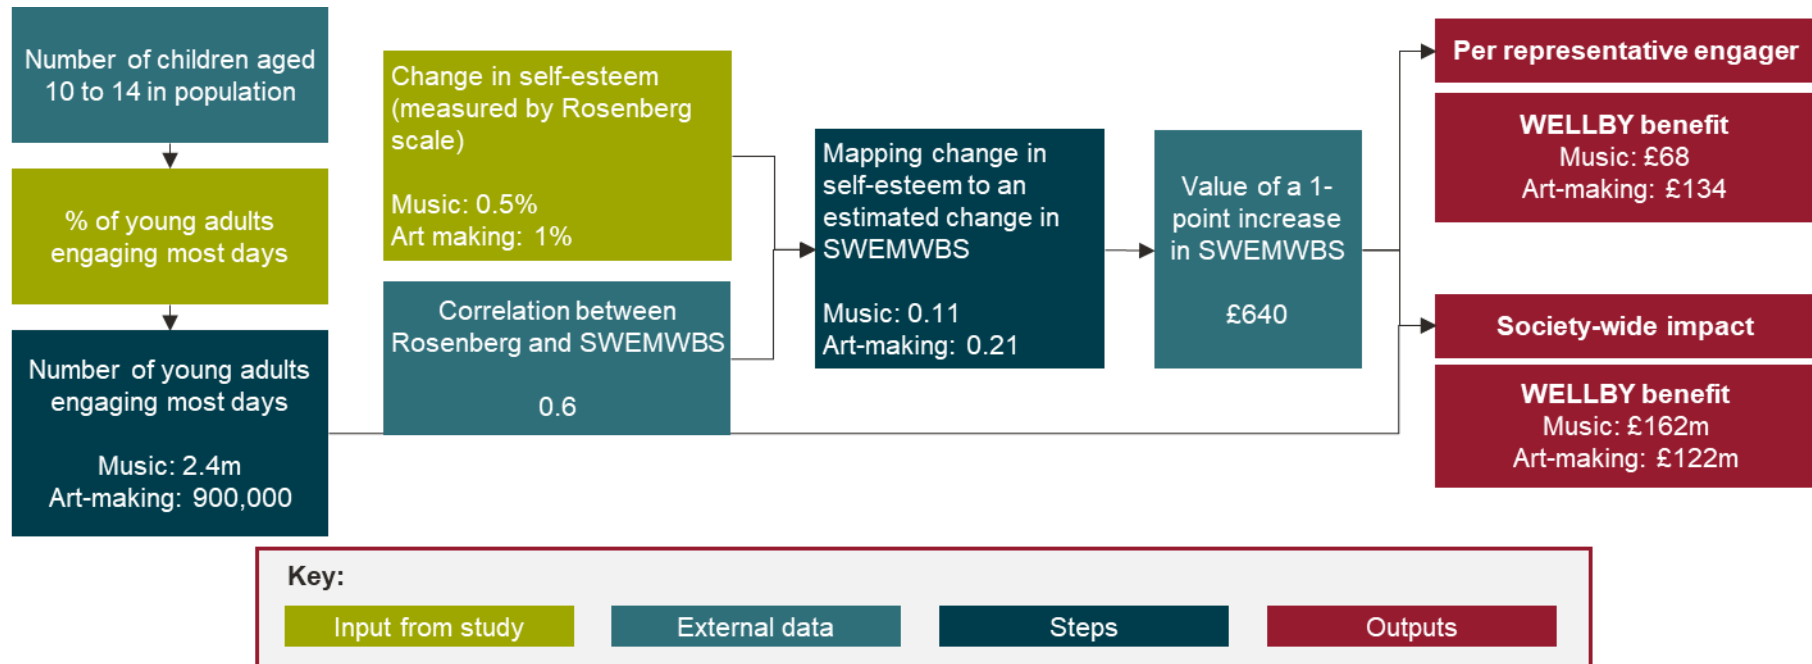 Number of children aged
10 to 14 in population
% of young adults
engaging most days
Number of young adults
engaging most days
Music: 2.4m
Art-making: 900,000
Change in self-esteem
(measured by Rosenberg
scale)
Music: 0.5%
Art making: 1%
Correlation between
Rosenberg and SWEMWBS
0.6
Mapping change in
self-esteem to an
estimated change in
SWEMWBS
Music: 0.11
Art-making: 0.21
Value of a 1-
point increase
in SWEMWBS
£640
Per representative engager
WELLBY benefit
Music: £68
Art-making: £134
Society-wide impact
WELLBY benefit
Music: £162m
Art-making: £122m
Key:
Input from study
External data
Steps
Outputs